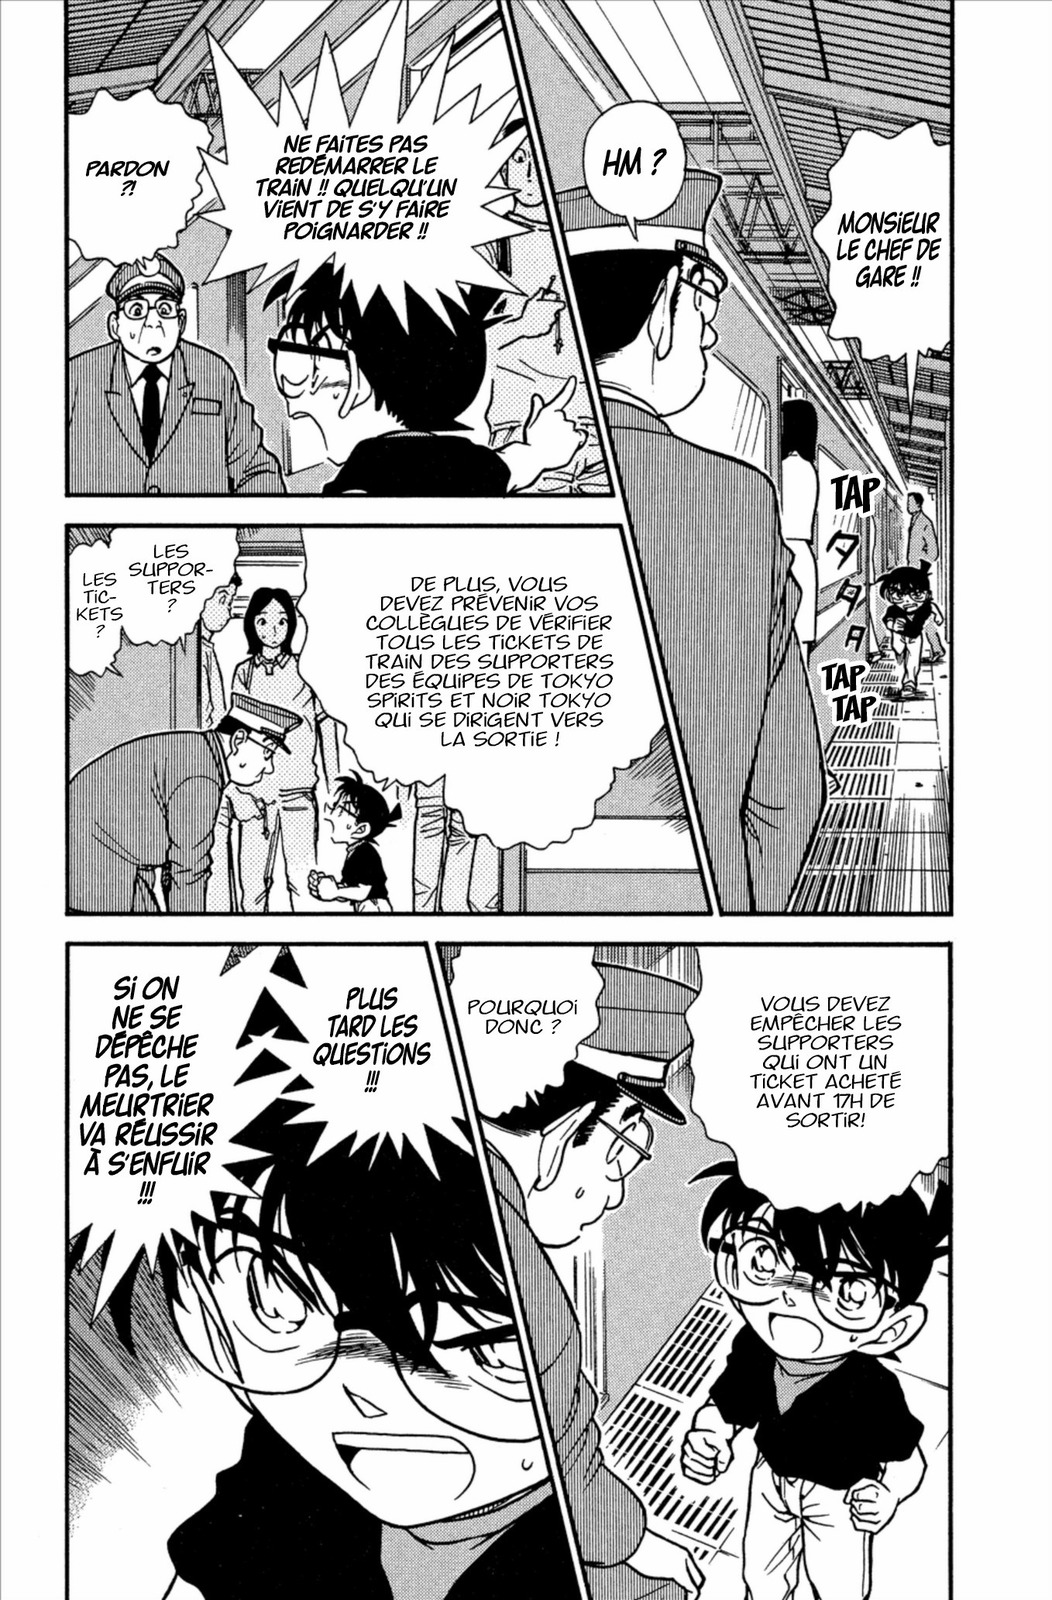 MONSIEUR
LE CHEF DE
GARE !!
HM ?
TAP
タタタ
TAP
TAP
NE FAITES PAS
REDÉMARRER LE
TRAIN !! QUELQU'UN
VIENT DE S'Y FAIRE
POIGNARDER !!
PARDON
?!
DE PLUS, VOUS
DEVEZ PRÉVENIR VOS
COLLÈGUES DE VÉRIFIER
TOUS LES TICKETS DE
TRAIN DES SUPPORTERS
DES ÉQUIPES DE TOKYO
SPIRITS ET NOIR TOKYO
QUI SE DIRIGENT VERS
LA SORTIE !
LES
SUPPOR-
TERS
?
LES
TIC-
KETS
?
VOUS DEVEZ
EMPÊCHER LES
SUPPORTERS
QUI ONT UN
TICKET ACHETÉ
AVANT 17H DE
SORTIR!
POURQUOI
DONC ?
PLUS
TARD LES
QUESTIONS
!!!
SI ON
NE SE
DÉPÊCHE
PAS, LE
MEURTRIER
VA RÉUSSIR
À S'ENFUIR
!!!